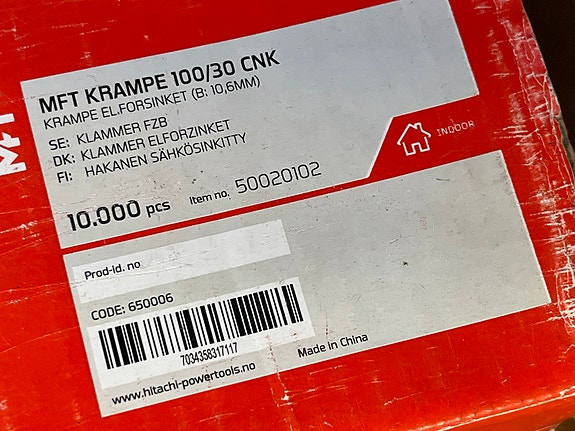 MFT
MFT KRAMPE 100/30 CNK
KRAMPE EL.FORSINKET (B: 10,6MM)
SE: KLAMMER FZB
DK: KLAMMER ELFORZINKET
FI: HAKANEN SÄHKÖSINKITTY
INDOOR
10.000 pcs Item no. 50020102
Prod-id. no
CODE: 650006
7034358317117
Made in China
www.hitachi-powertools.no